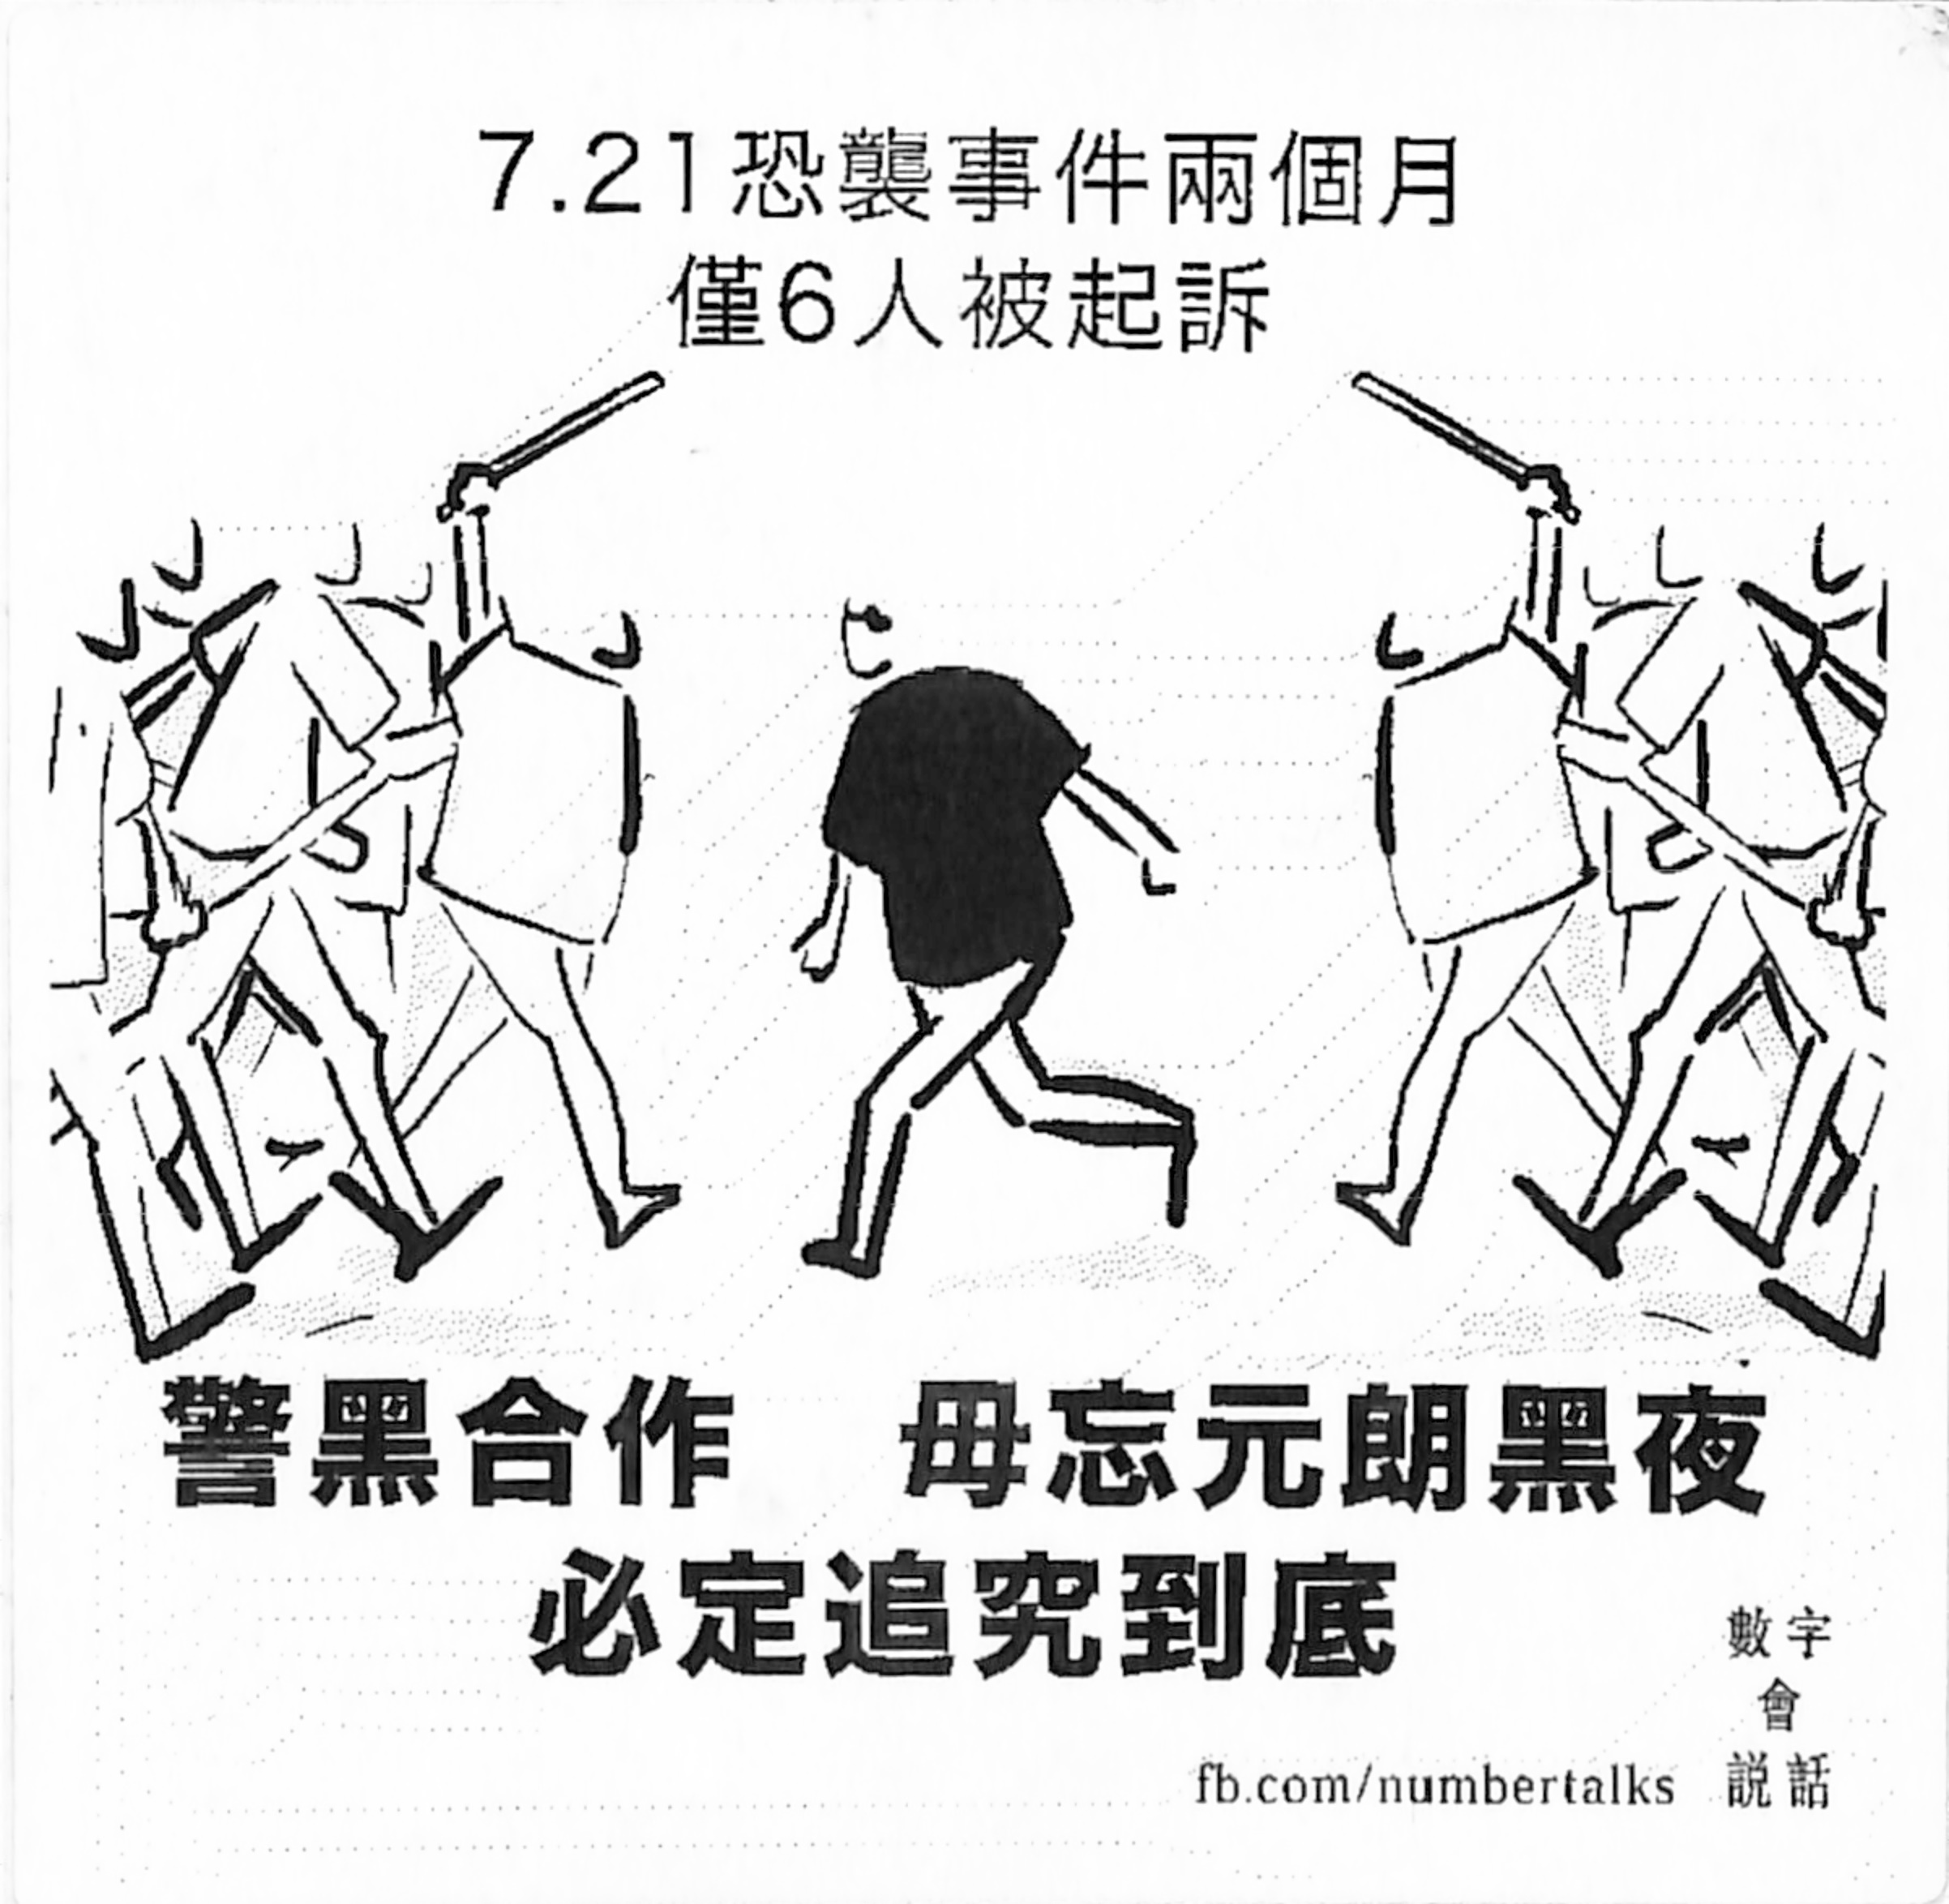 7.21恐襲事件兩個月
僅6人被起訴
警黑合作　毋忘元朗黑夜
必定追究到底
數字
會
fb.com/numbertalks 説話